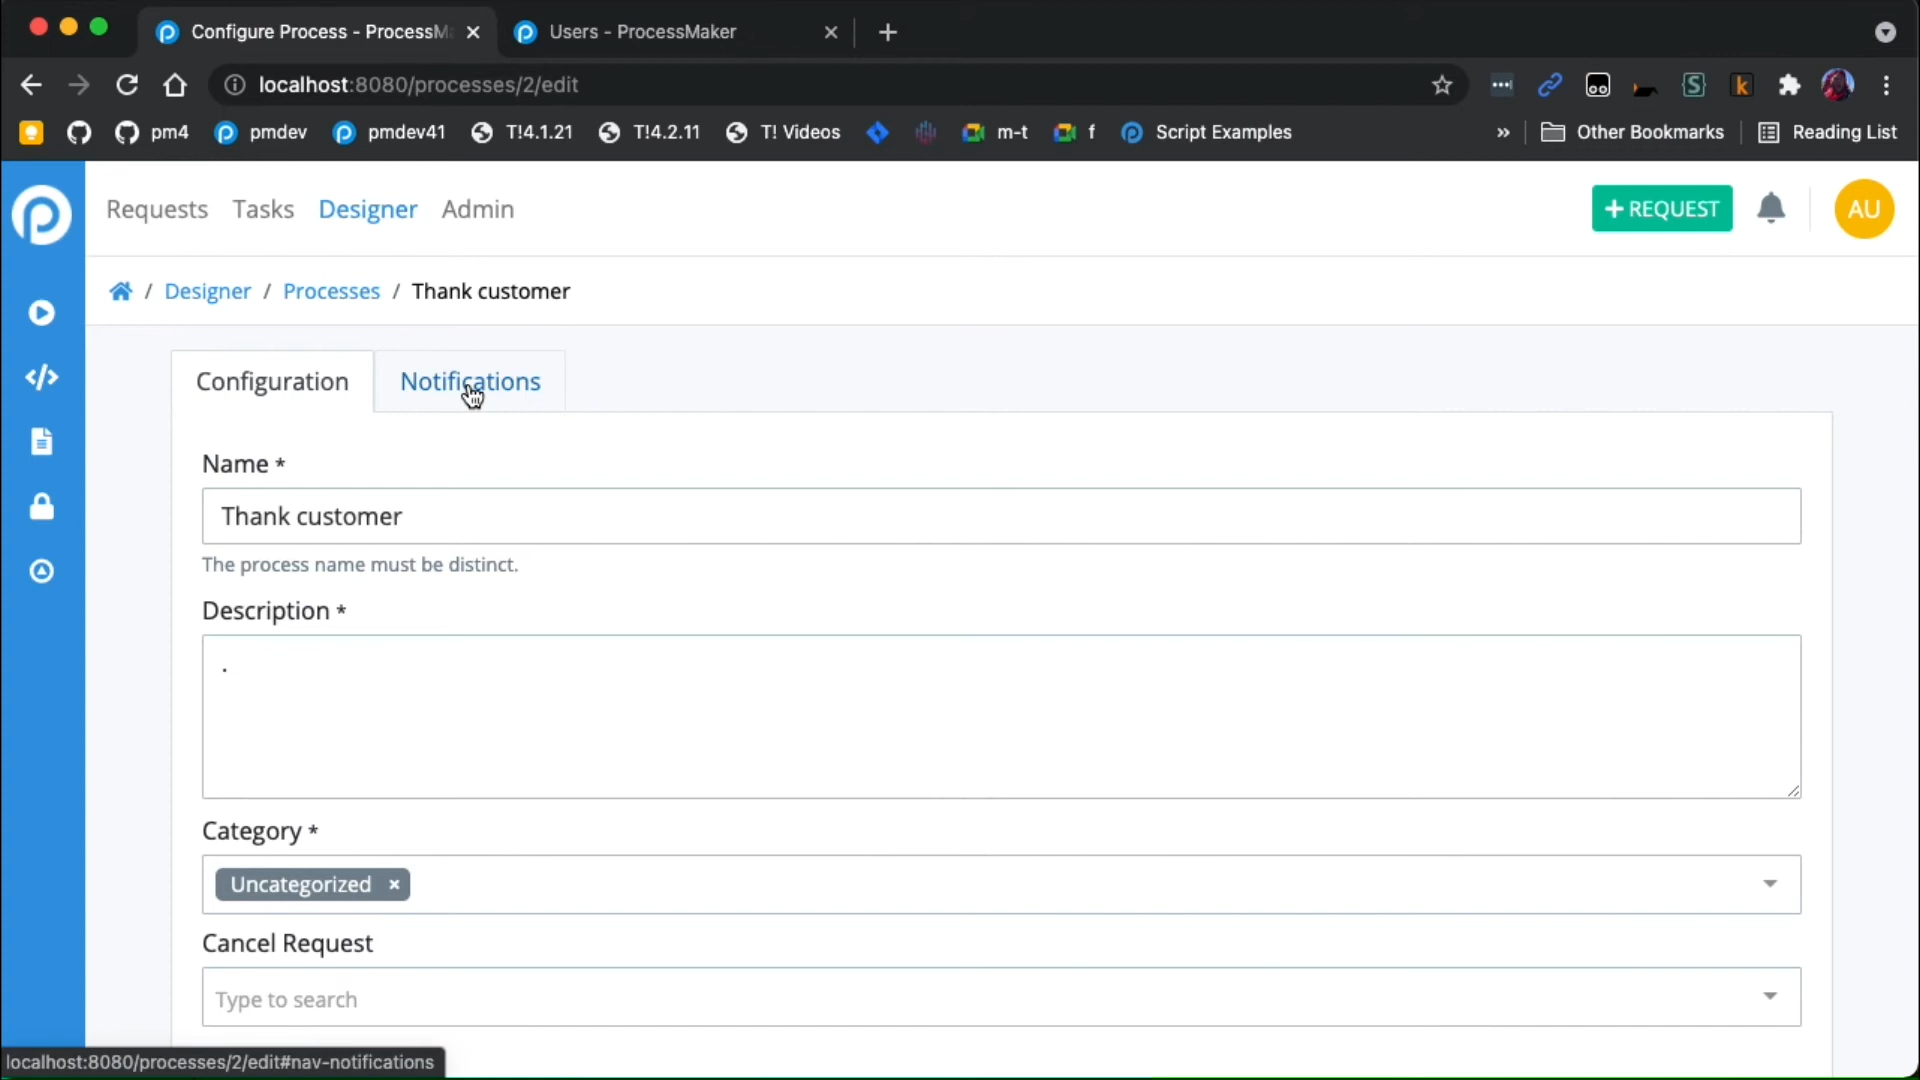 Configure Process - ProcessM
Users - ProcessMaker
localhost:8080/processes/2/edit
pm4
pmdev
pmdev41
T!4.1.21
T!4.2.11
T! Videos
m-t
f
Script Examples
»
Other Bookmarks
Reading List
Requests
Tasks
Designer
Admin
+ REQUEST
AU
/ Designer / Processes / Thank customer
Configuration
Notifications
Name *
Thank customer
The process name must be distinct.
Description *
.
Category *
Uncategorized ×
Cancel Request
Type to search
localhost:8080/processes/2/edit#nav-notifications